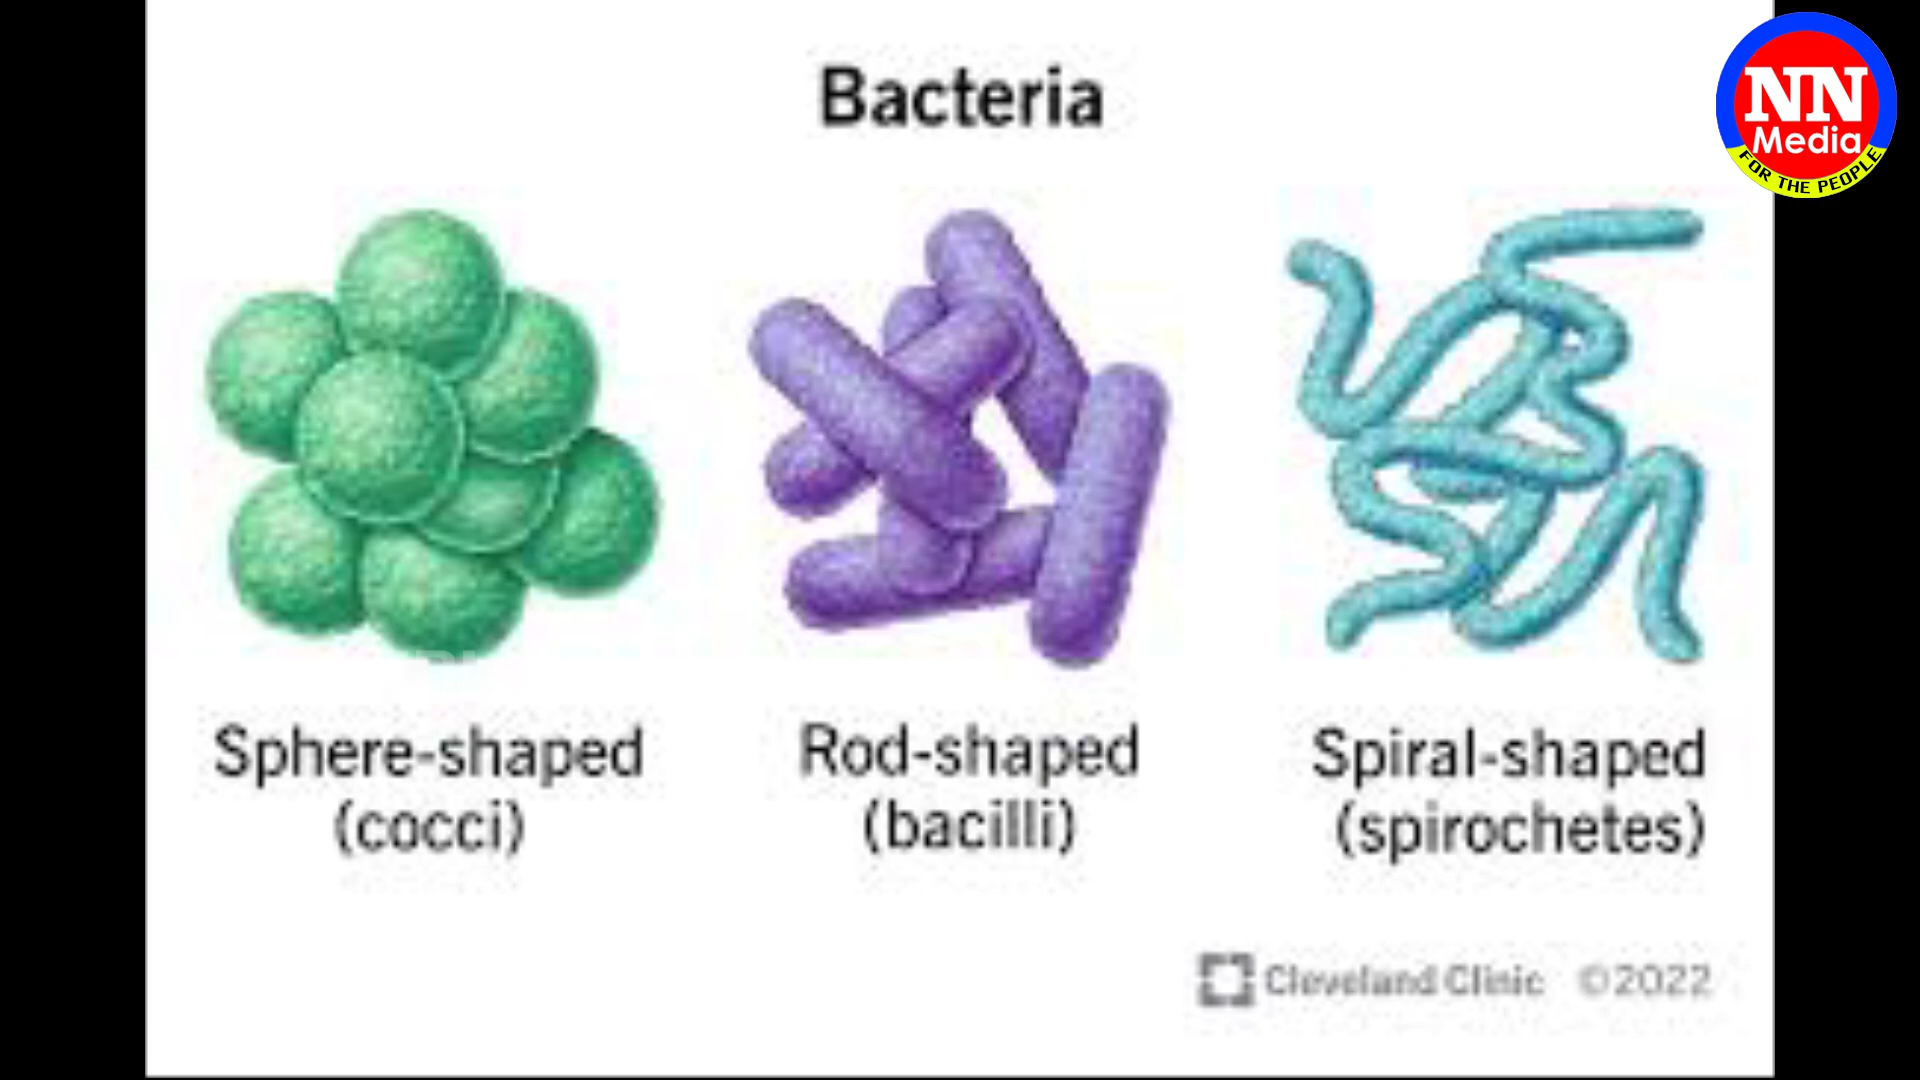 Bacteria
NN
Media
FOR THE PEOPLE
Sphere-shaped
(cocci)
Rod-shaped
(bacilli)
Spiral-shaped
(spirochetes)
Cleveland Clinic ©2022